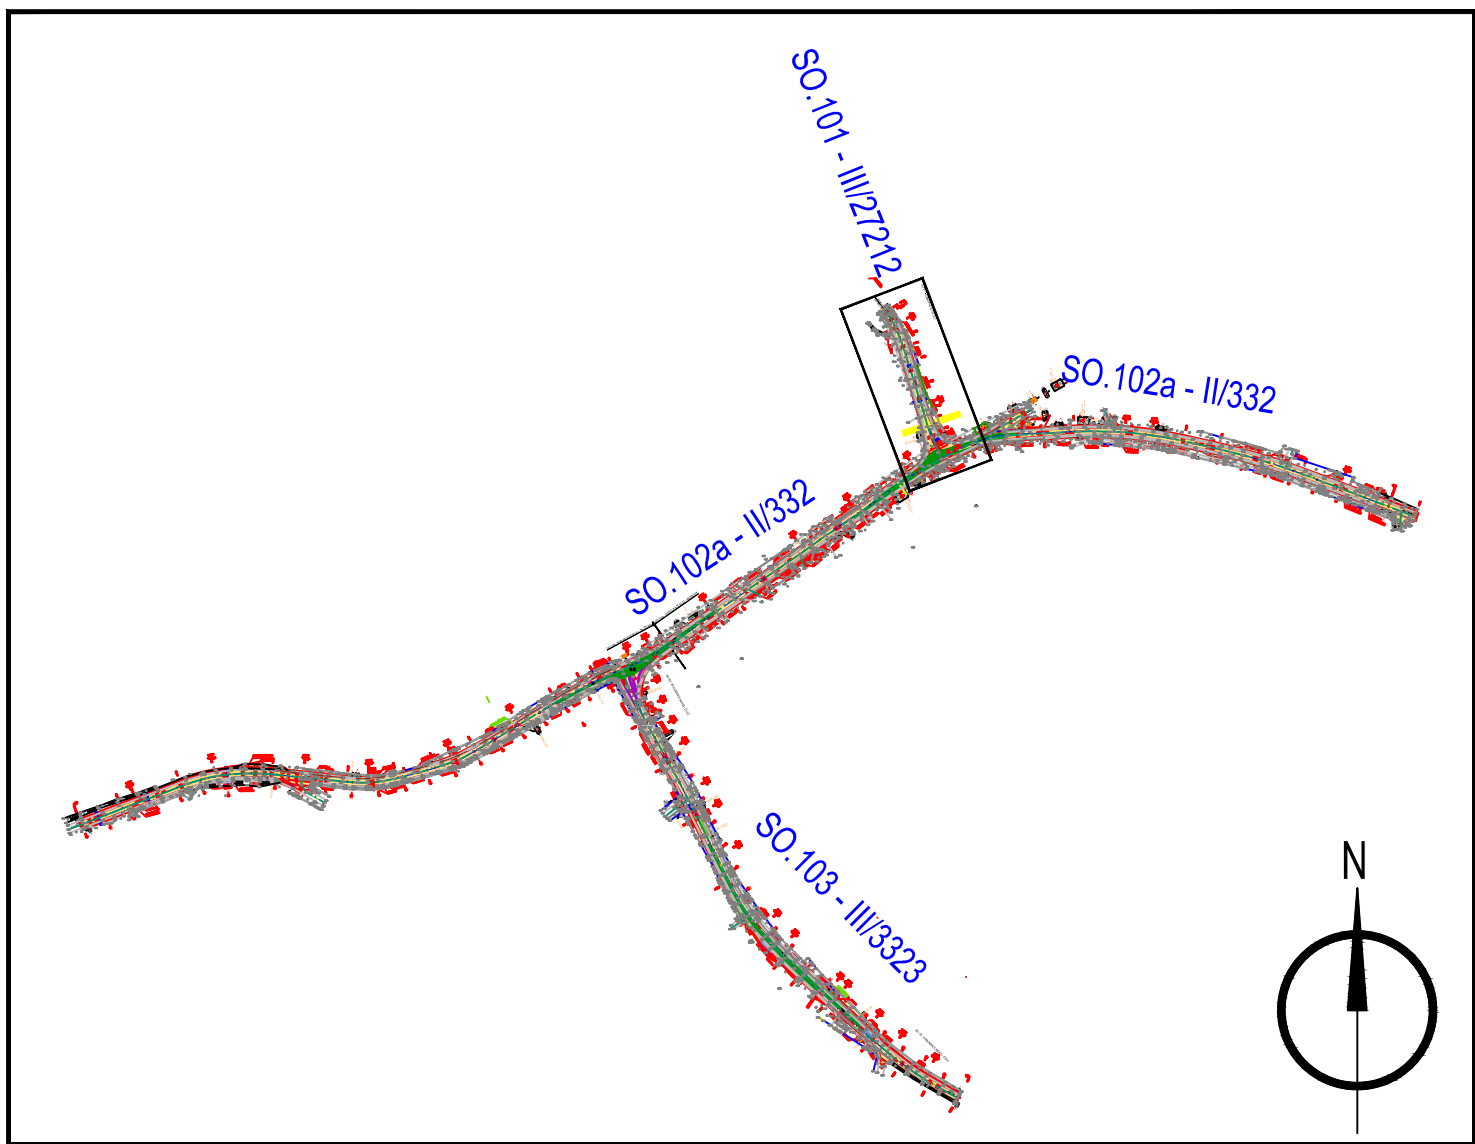 SO.101 - III/27212
SO.102a - II/332
SO.102a - II/332
SO.103 - III/3323
N